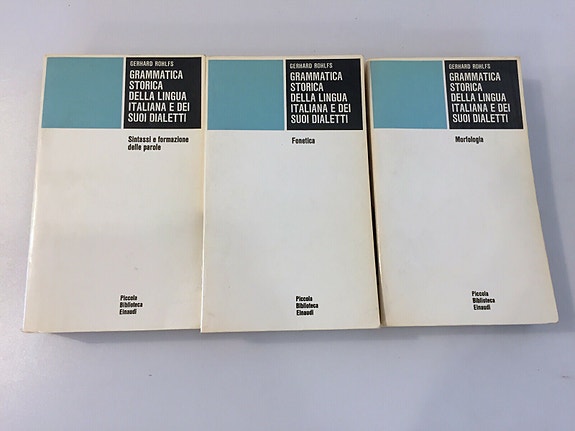 GERHARD ROHLFS
GRAMMATICA
STORICA
DELLA LINGUA
ITALIANA E DEI
SUOI DIALETTI
Sintassi e formazione
delle parole
Piccola
Biblioteca
Einaudi
GERHARD ROHLFS
GRAMMATICA
STORICA
DELLA LINGUA
ITALIANA E DEI
SUOI DIALETTI
Fonetica
Piccola
Biblioteca
Einaudi
GERHARD ROHLFS
GRAMMATICA
STORICA
DELLA LINGUA
ITALIANA E DEI
SUOI DIALETTI
Morfologia
Piccola
Biblioteca
Einaudi